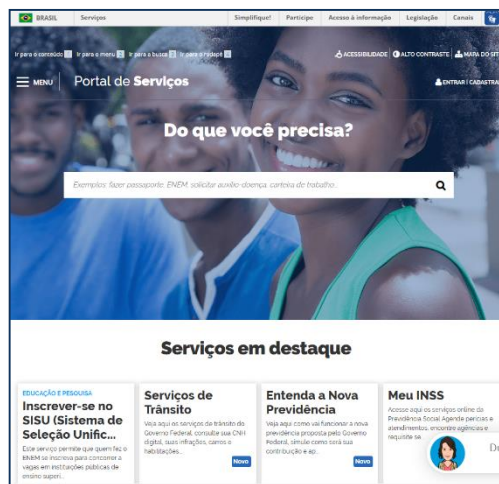 BRASIL Serviços Simplifique! Participe Acesso à informação Legislação Canais
Ir para o conteúdo 1 Ir para o menu 2 Ir para a busca 3 Ir para o rodapé 4 ACESSIBILIDADE ALTO CONTRASTE MAPA DO SIT
MENU Portal de Serviços ENTRAR | CADASTRA
Do que você precisa?
Exemplos: fazer passaporte, ENEM, solicitar auxílio-doença, carteira de trabalho...
Serviços em destaque
EDUCAÇÃO E PESQUISA
Inscrever-se no
SISU (Sistema de
Seleção Unific...
Este serviço permite que quem fez o
ENEM se inscreva para concorrer a
vagas em instituições públicas de
ensino superi...
Serviços de
Trânsito
Veja aqui os serviços de trânsito do
Governo Federal, consulte sua CNH
digital, suas infrações, carros e
habilitações...
Novo
Entenda a Nova
Previdência
Veja aqui como vai funcionar a nova
previdência proposta pelo Governo
Federal, simule como será sua
contribuição e ap...
Novo
Meu INSS
Acesse aqui os serviços online da
Previdência Social. Agende perícias e
atendimentos, encontre agências e
requisite se